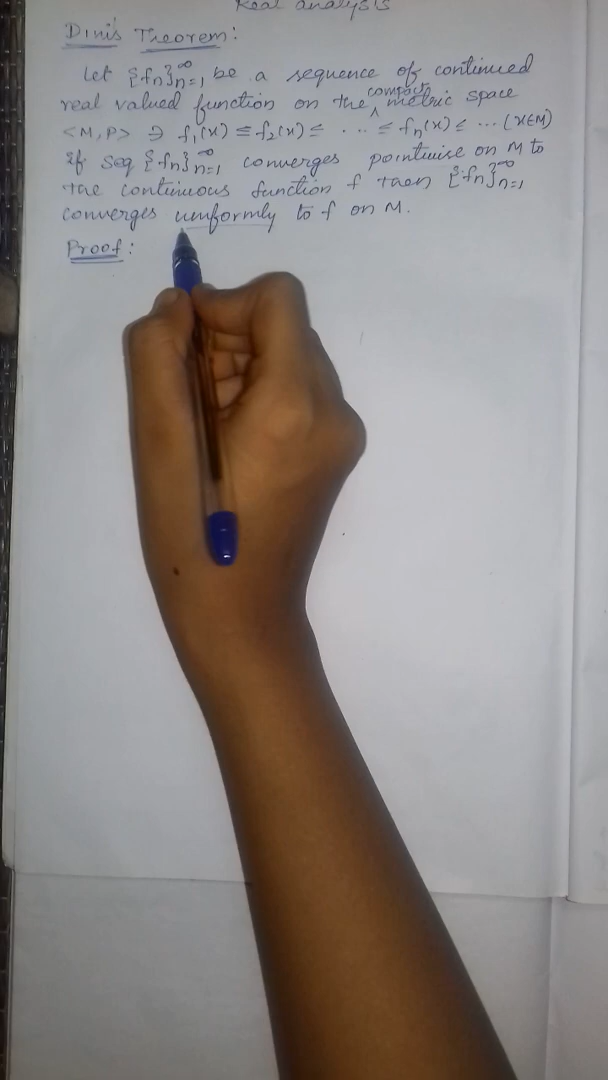 Real analysis
Dini's Theorem:
Let {fn}∞n=1 be a sequence of continued
compact
real valued function on the ^ metric space
<M,P> ∋ f1(x) ≤ f2(x) ≤ ... ≤ fn(x) ≤ ... (x∈M)
If seq {fn}∞n=1 converges pointwise on M to
the continuous function f then {fn}∞n=1
converges uniformly to f on M.
Proof: